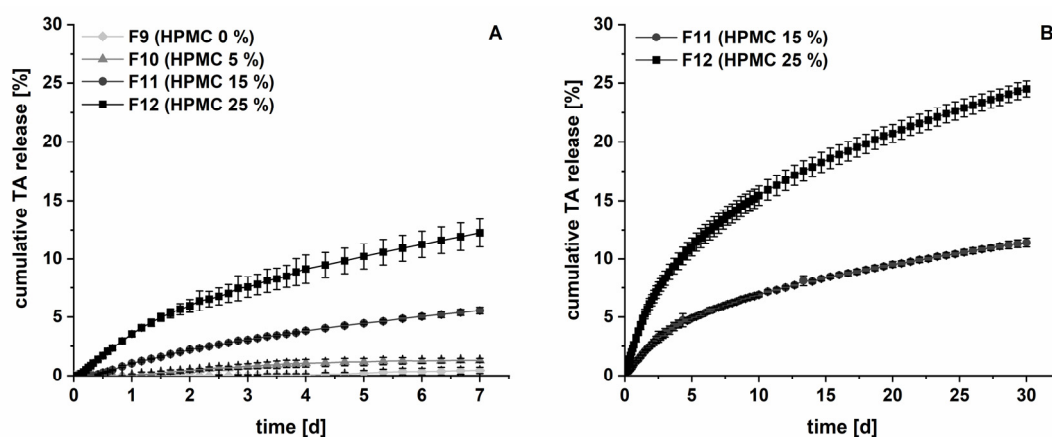 A
F9 (HPMC 0 %)
F10 (HPMC 5 %)
F11 (HPMC 15 %)
F12 (HPMC 25 %)
cumulative TA release [%]
30
25
20
15
10
5
0
0 1 2 3 4 5 6 7
time [d]
B
F11 (HPMC 15 %)
F12 (HPMC 25 %)
cumulative TA release [%]
30
25
20
15
10
5
0
0 5 10 15 20 25 30
time [d]